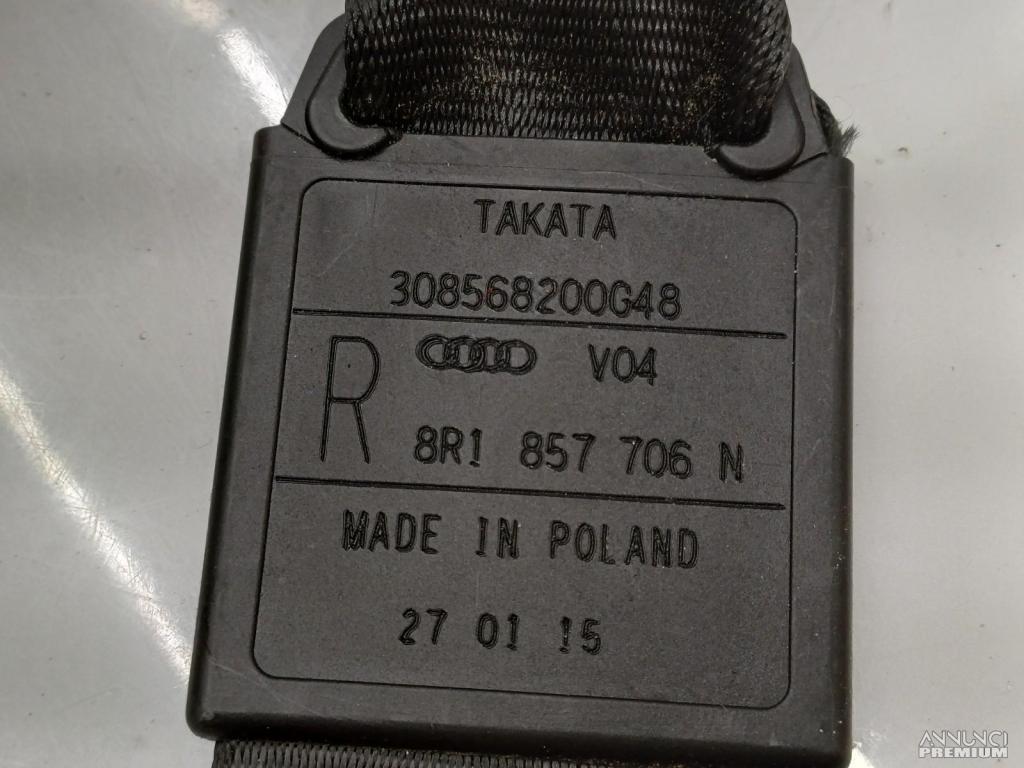 TAKATA
308568200G48
R
V04
8R1 857 706 N
MADE IN POLAND
27 01 15
ANNUNCI
PREMIUM